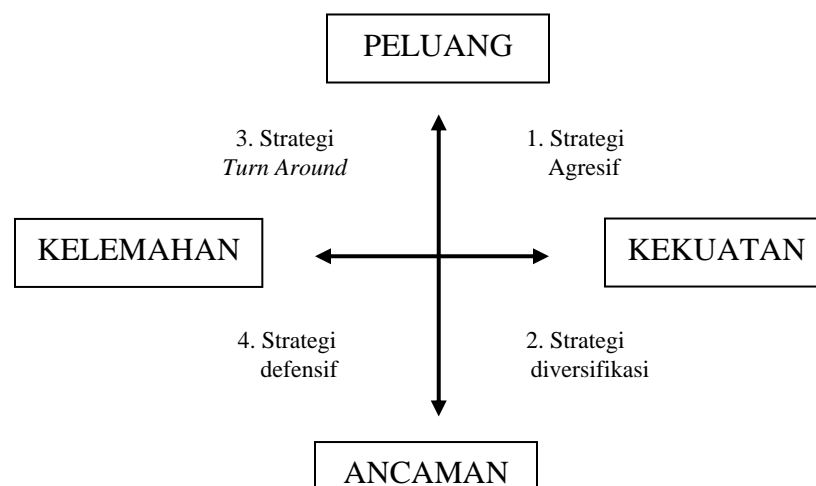 PELUANG
3. Strategi
Turn Around
1. Strategi
Agresif
KELEMAHAN
KEKUATAN
4. Strategi
defensif
2. Strategi
diversifikasi
ANCAMAN